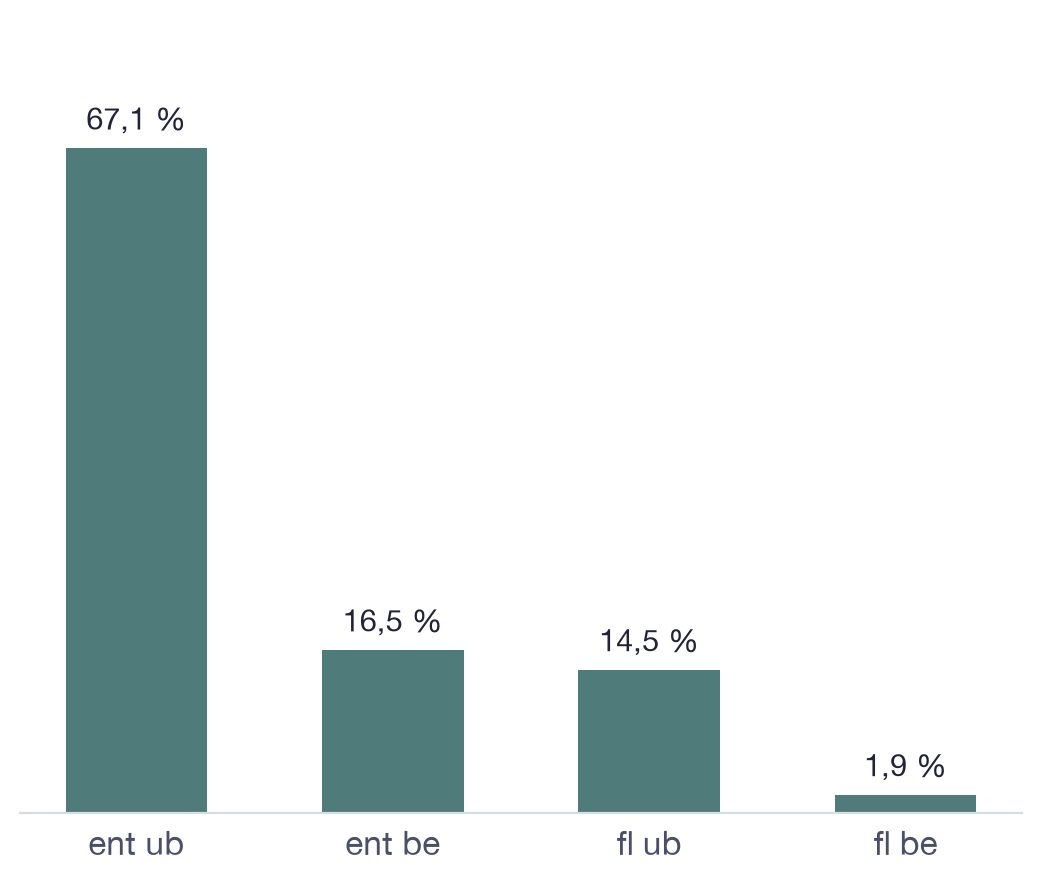 67,1 %
16,5 %
14,5 %
1,9 %
ent ub
ent be
fl ub
fl be